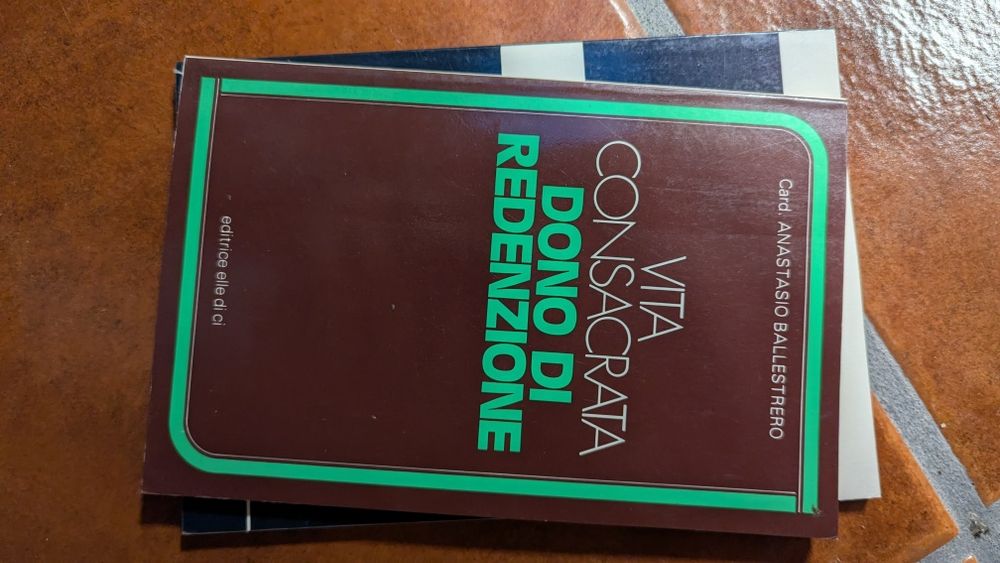 Card. ANASTASIO BALLESTRERO
VITA
CONSACRATA
DONO DI
REDENZIONE
editrice elle di ci